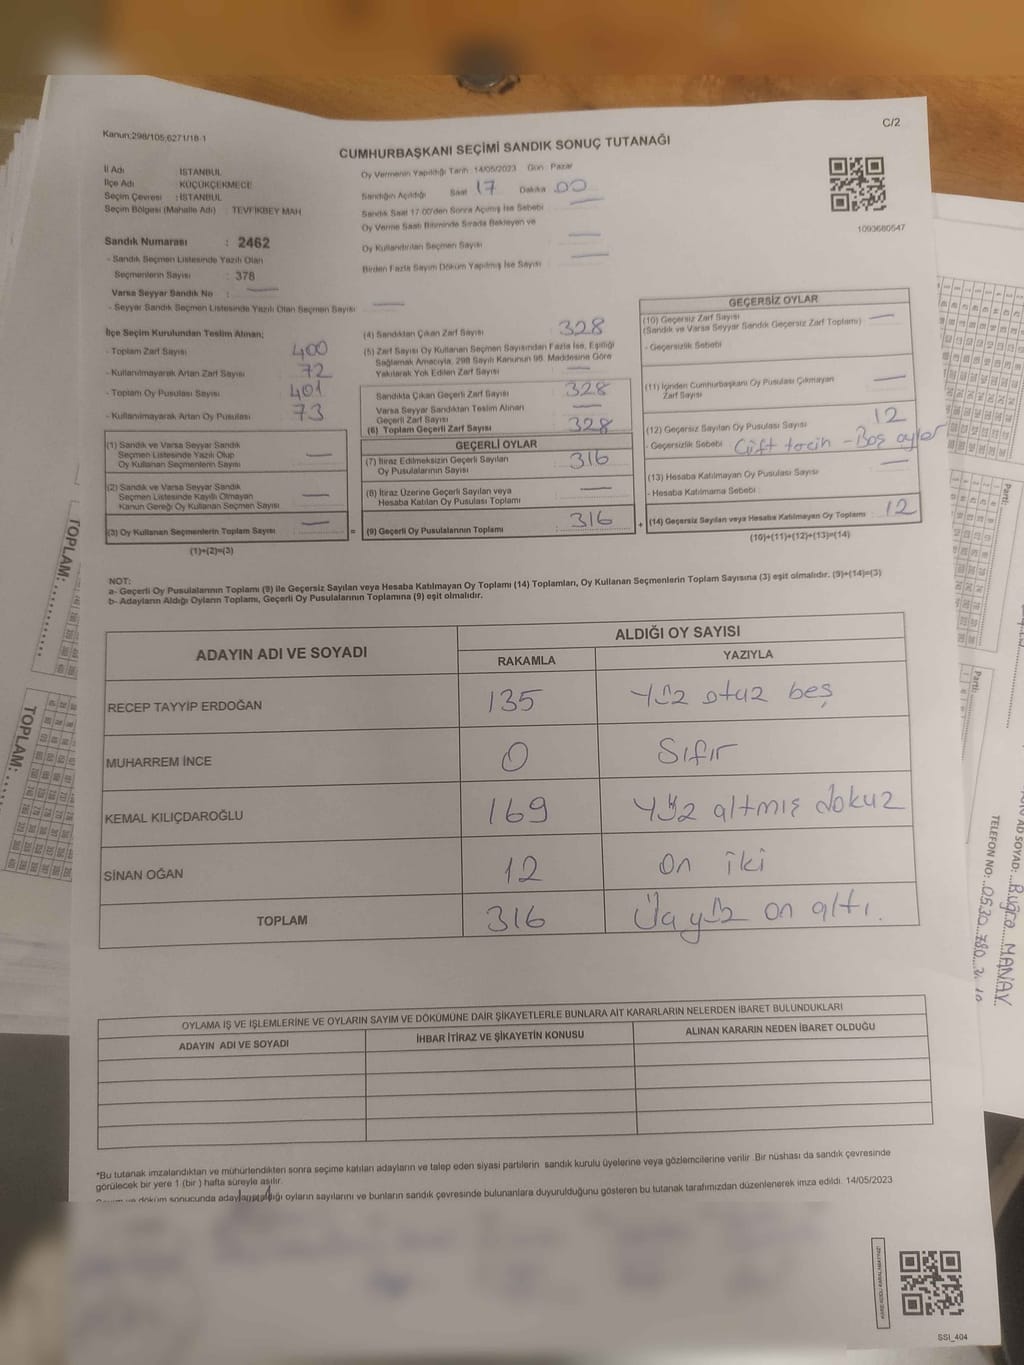 Kanun:298/105;6271/18-1
C/2
CUMHURBAŞKANI SEÇİMİ SANDIK SONUÇ TUTANAĞI
İl Adı : İSTANBUL
İlçe Adı : KÜÇÜKÇEKMECE
Seçim Çevresi : İSTANBUL
Seçim Bölgesi (Mahalle Adı) : TEVFİKBEY MAH
Sandık Numarası : 2462
- Sandık Seçmen Listesinde Yazılı Olan
Seçmenlerin Sayısı : 378
Varsa Seyyar Sandık No :
- Seyyar Sandık Seçmen Listesinde Yazılı Olan Seçmen Sayısı :
Oy Vermenin Yapıldığı Tarih :14/05/2023 Gün : Pazar
Sandığın Açıldığı Saat 17 Dakika 00
Sandık Saat 17:00'den Sonra Açılmış İse Sebebi
Oy Verme Saati Bitiminde Sırada Bekleyen ve
Oy Kullandırılan Seçmen Sayısı
Birden Fazla Sayım Döküm Yapılmış İse Sayısı
1093680547
İlçe Seçim Kurulundan Teslim Alınan;
- Toplam Zarf Sayısı : 400
- Kullanılmayarak Artan Zarf Sayısı : 72
- Toplam Oy Pusulası Sayısı : 401
- Kullanılmayarak Artan Oy Pusulası : 73
(1) Sandık ve Varsa Seyyar Sandık
Seçmen Listesinde Yazılı Olup
Oy Kullanan Seçmenlerin Sayısı
(2) Sandık ve Varsa Seyyar Sandık
Seçmen Listesinde Kayıtlı Olmayan
Kanun Gereği Oy Kullanan Seçmen Sayısı
(3) Oy Kullanan Seçmenlerin Toplam Sayısı
(1)+(2)=(3)
=
(4) Sandıktan Çıkan Zarf Sayısı : 328
(5) Zarf Sayısı Oy Kullanan Seçmen Sayısından Fazla İse, Eşitliği
Sağlamak Amacıyla, 298 Sayılı Kanunun 98. Maddesine Göre
Yakılarak Yok Edilen Zarf Sayısı
Sandıkta Çıkan Geçerli Zarf Sayısı : 328
Varsa Seyyar Sandıktan Teslim Alınan
Geçerli Zarf Sayısı
(6) Toplam Geçerli Zarf Sayısı : 328
GEÇERLİ OYLAR
(7) İtiraz Edilmeksizin Geçerli Sayılan
Oy Pusulalarının Sayısı : 316
(8) İtiraz Üzerine Geçerli Sayılan veya
Hesaba Katılan Oy Pusulası Toplamı
(9) Geçerli Oy Pusulalarının Toplamı : 316
+
GEÇERSİZ OYLAR
(10) Geçersiz Zarf Sayısı
(Sandık ve Varsa Seyyar Sandık Geçersiz Zarf Toplamı)
- Geçersizlik Sebebi
(11) İçinden Cumhurbaşkanı Oy Pusulası Çıkmayan
Zarf Sayısı
(12) Geçersiz Sayılan Oy Pusulası Sayısı 12
- Geçersizlik Sebebi Çift tercih - Boş oylar
(13) Hesaba Katılmayan Oy Pusulası Sayısı
- Hesaba Katılmama Sebebi :
(14) Geçersiz Sayılan veya Hesaba Katılmayan Oy Toplamı : 12
(10)+(11)+(12)+(13)=(14)
NOT:
a- Geçerli Oy Pusulasının Toplamı (9) ile Geçersiz Sayılan veya Hesaba Katılmayan Oy Toplamı (14) Toplamları, Oy Kullanan Seçmenlerin Toplam Sayısına (3) eşit olmalıdır. (9)+(14)=(3)
b- Adayların Aldığı Oyların Toplamı, Geçerli Oy Pusulalarının Toplamına (9) eşit olmalıdır.
ADAYIN ADI VE SOYADI
ALDIĞI OY SAYISI
RAKAMLA YAZIYLA
RECEP TAYYİP ERDOĞAN 135 Yüz otuz beş
MUHARREM İNCE 0 Sıfır
KEMAL KILIÇDAROĞLU 169 Yüz altmış dokuz
SİNAN OĞAN 12 On iki
TOPLAM 316 Üçyüz on altı.
OYLAMA İŞ VE İŞLEMLERİNE VE OYLARIN SAYIM VE DÖKÜMÜNE DAİR ŞİKAYETLERLE BUNLARA AİT KARARLARIN NELERDEN İBARET BULUNDUKLARI
ADAYIN ADI VE SOYADI İHBAR İTİRAZ VE ŞİKAYETİN KONUSU ALINAN KARARIN NEDEN İBARET OLDUĞU
*Bu tutanak imzalandıktan ve mühürlendikten sonra seçime katılan adayların ve talep eden siyasi partilerin sandık kurulu üyelerine veya gözlemcilerine verilir. Bir nüshası da sandık çevresinde
görülecek bir yere 1 (bir) hafta süreyle asılır.
döküm sonucunda oyların sayılarını ve bunların sandık çevresinde bulunanlara duyurulduğunu gösteren bu tutanak tarafımızdan düzenlenerek imza edildi. 14/05/2023
SSI_404
TOPLAM:
TOPLAM:
Parti:
Parti:
AD SOYAD: Buğra MANAV
TELEFON NO: 0530 780